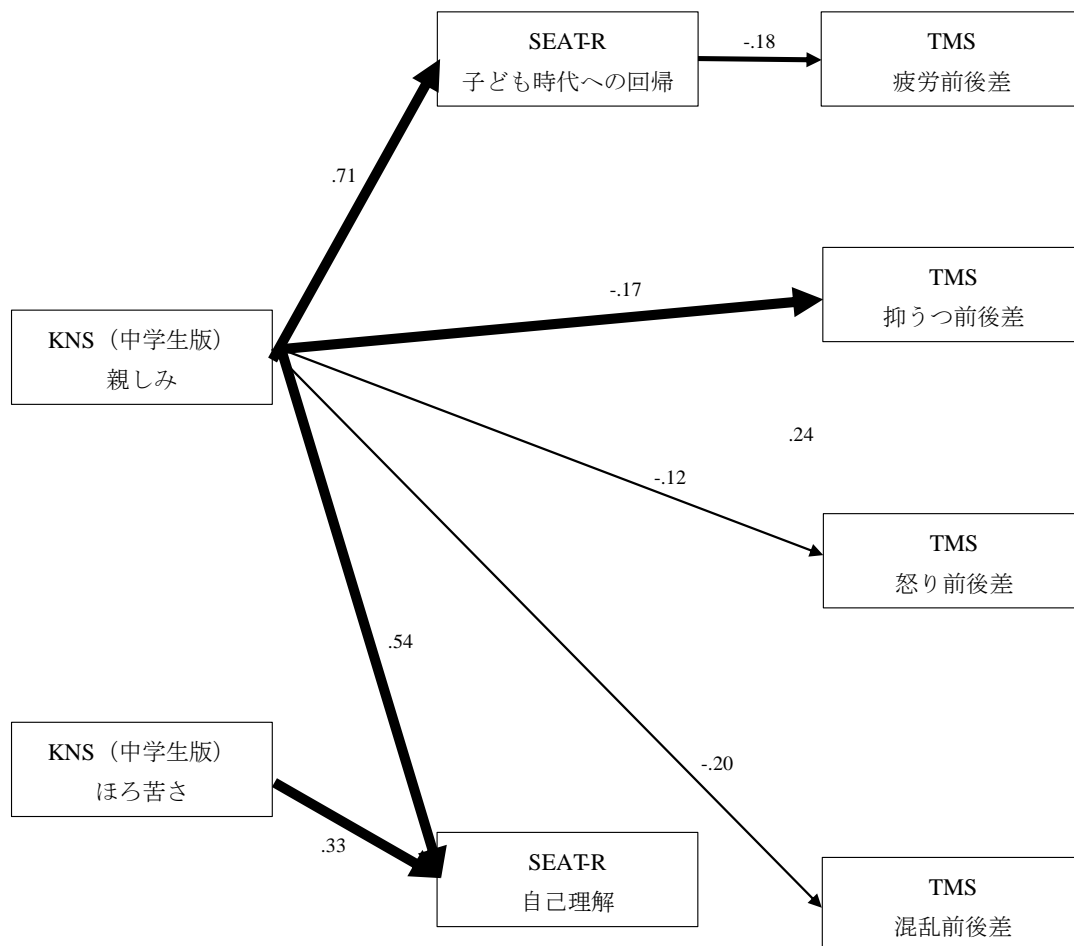 SEAT-R
子ども時代への回帰
-.18
TMS
疲労前後差
.71
-.17
TMS
抑うつ前後差
KNS（中学生版）
親しみ
.24
-.12
TMS
怒り前後差
.54
KNS（中学生版）
ほろ苦さ
-.20
.33
SEAT-R
自己理解
TMS
混乱前後差